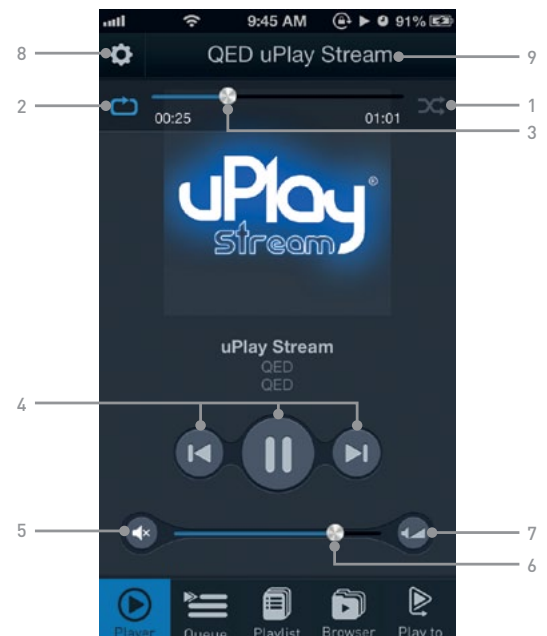 9:45 AM 91%
8 QED uPlay Stream 9
2 1
00:25 01:01
3
uPlay®
stream
uPlay Stream
QED
QED
4
5 7
6
Player Queue Playlist Browser Play to